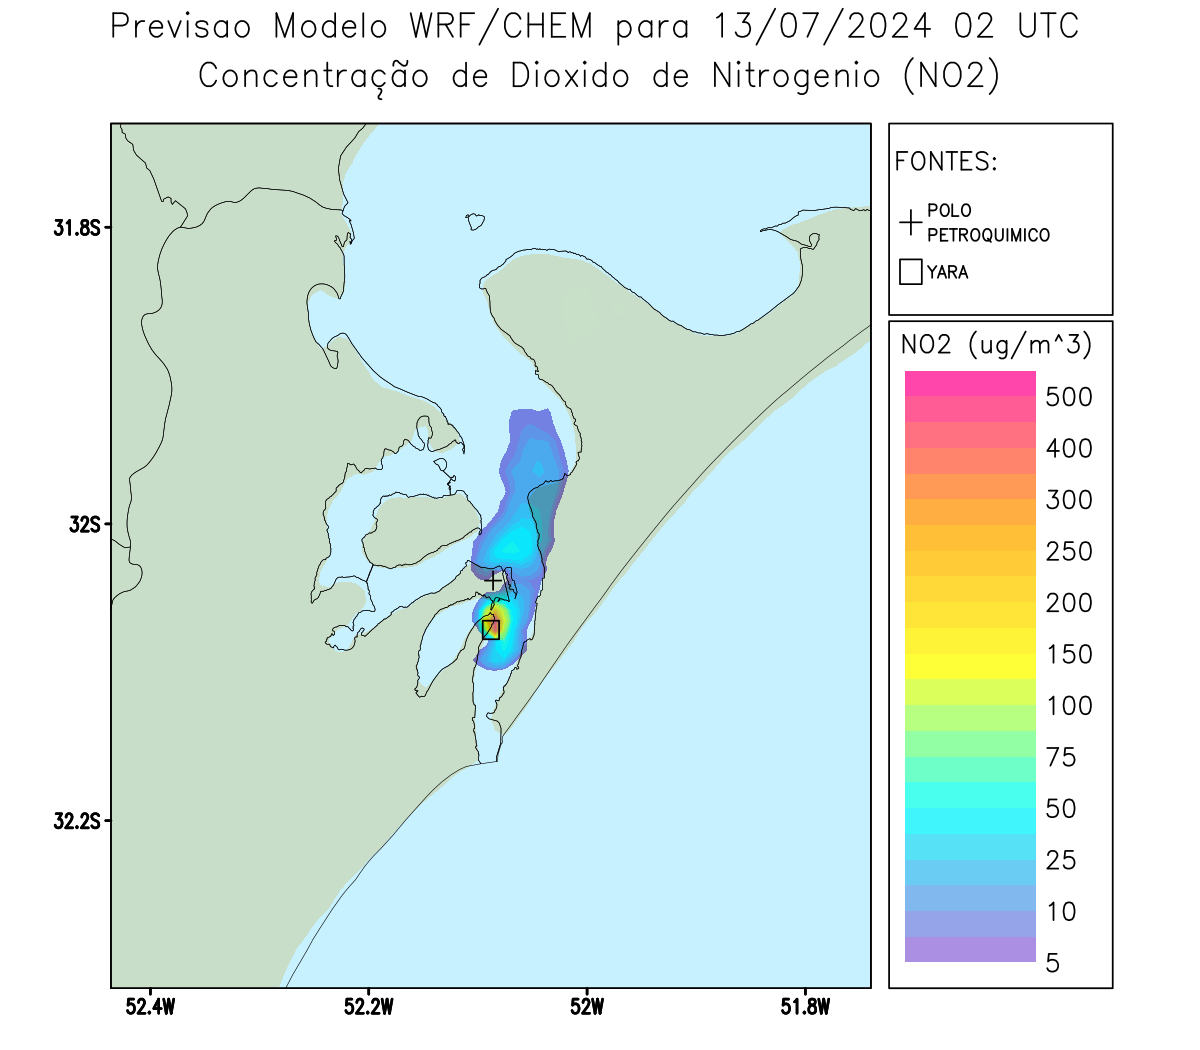 Previsao Modelo WRF/CHEM para 13/07/2024 02 UTC
Concentração de Dioxido de Nitrogenio (NO2)
31.8S
32S
32.2S
52.4W
52.2W
52W
51.8W
FONTES:
POLO
PETROQUIMICO
YARA
NO2 (ug/m^3)
500
400
300
250
200
150
100
75
50
25
10
5